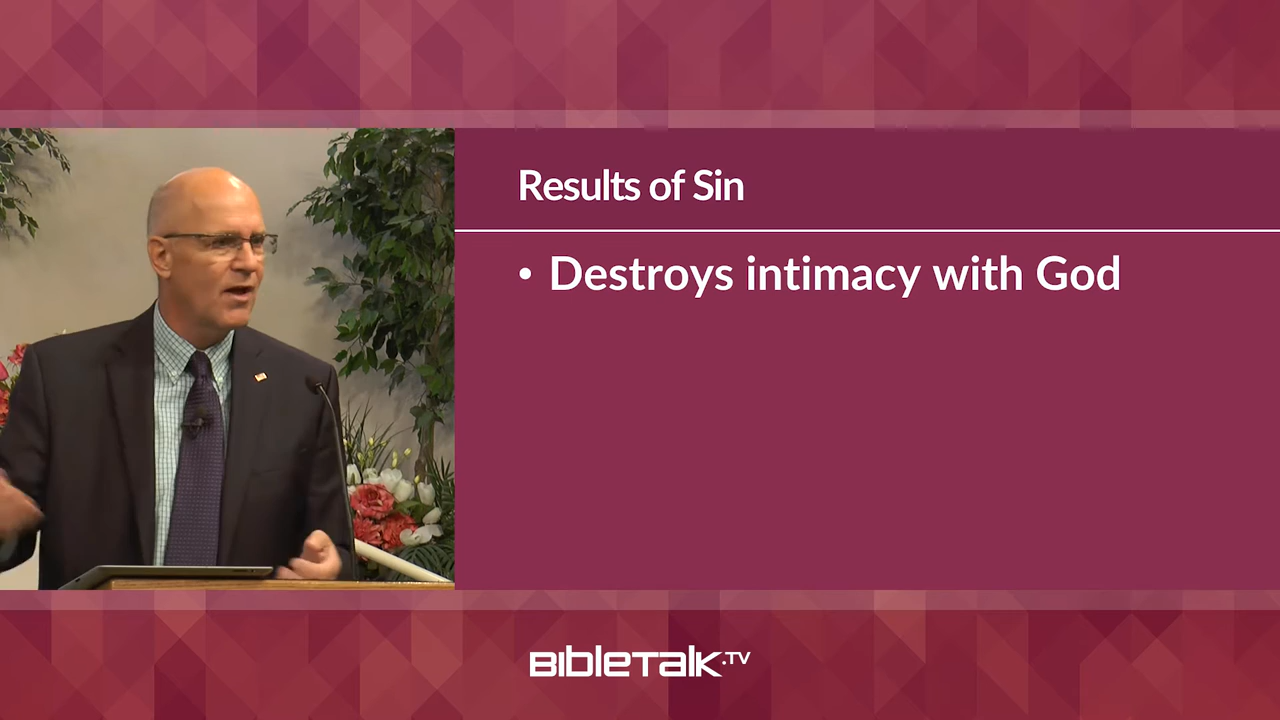 Results of Sin
• Destroys intimacy with God
BibleTalk.TV